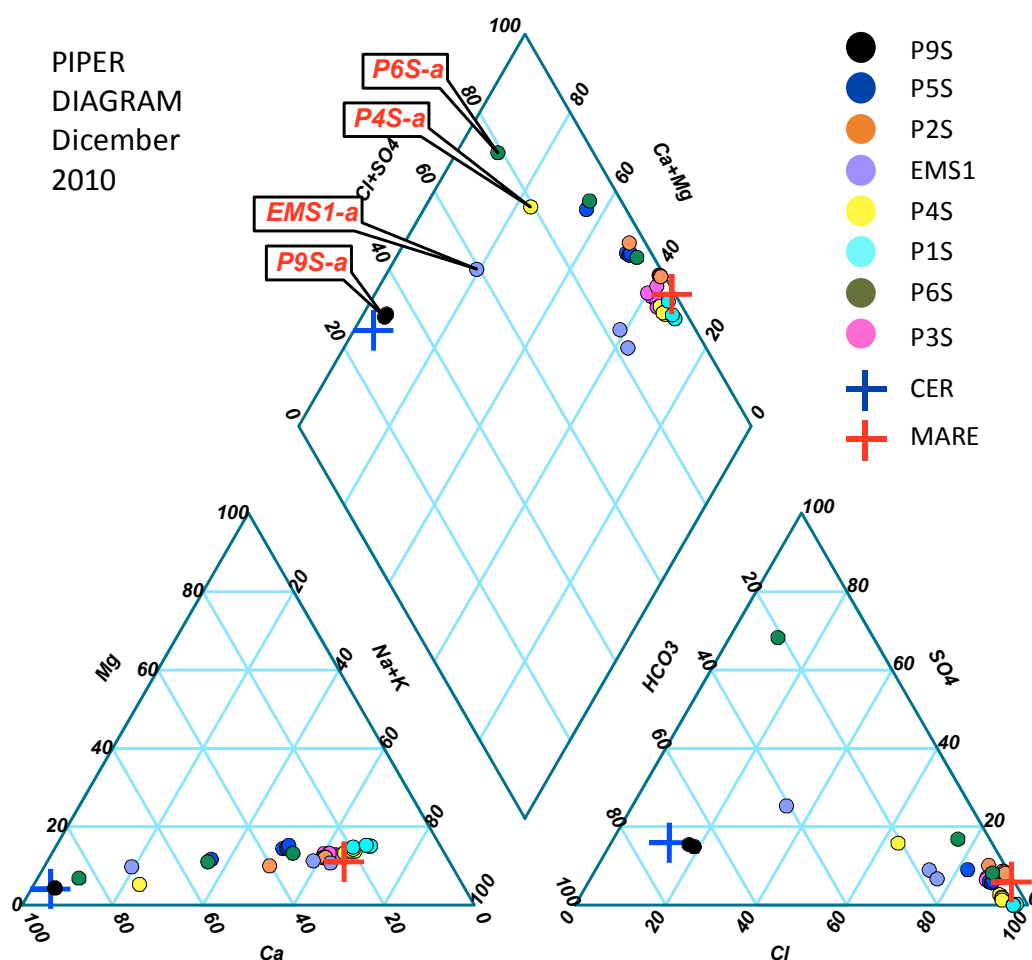 PIPER
DIAGRAM
Dicember
2010
P6S-a
P4S-a
EMS1-a
P9S-a
100
80
60
40
20
0
Cl+SO4
80
60
40
20
0
Ca+Mg
P9S
P5S
P2S
EMS1
P4S
P1S
P6S
P3S
CER
MARE
100
80
60
40
20
0
Mg
20
40
60
80
100
Na+K
100
80
60
40
20
0
Ca
100
20
40
60
80
100
HCO3
80
60
40
20
0
SO4
0
20
40
60
80
100
Cl